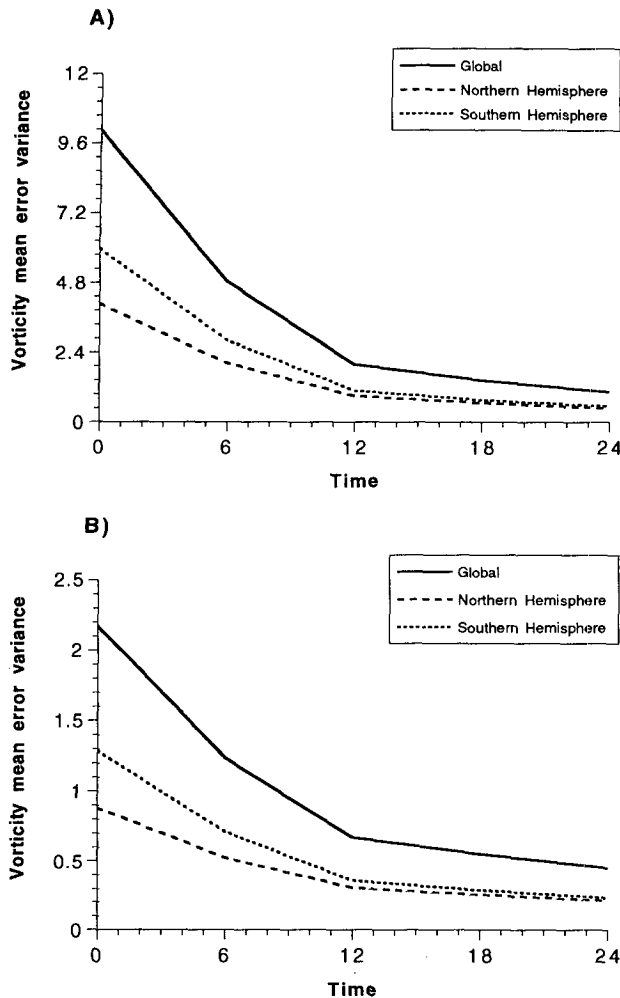 A)
Global
Northern Hemisphere
Southern Hemisphere
Vorticity mean error variance
12
9.6
7.2
4.8
2.4
0
0 6 12 18 24
Time
B)
Global
Northern Hemisphere
Southern Hemisphere
Vorticity mean error variance
2.5
2
1.5
1
0.5
0
0 6 12 18 24
Time